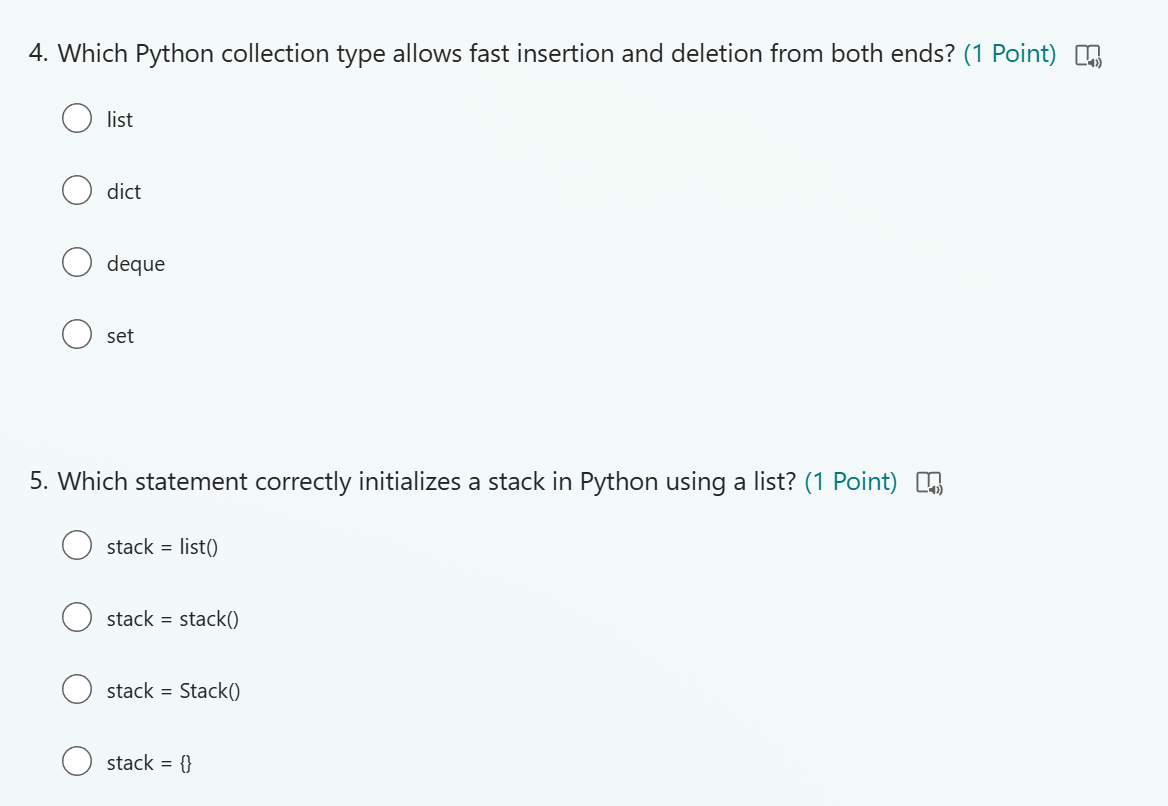 4. Which Python collection type allows fast insertion and deletion from both ends? (1 Point)
list
dict
deque
set
5. Which statement correctly initializes a stack in Python using a list? (1 Point)
stack = list()
stack = stack()
stack = Stack()
stack = {}